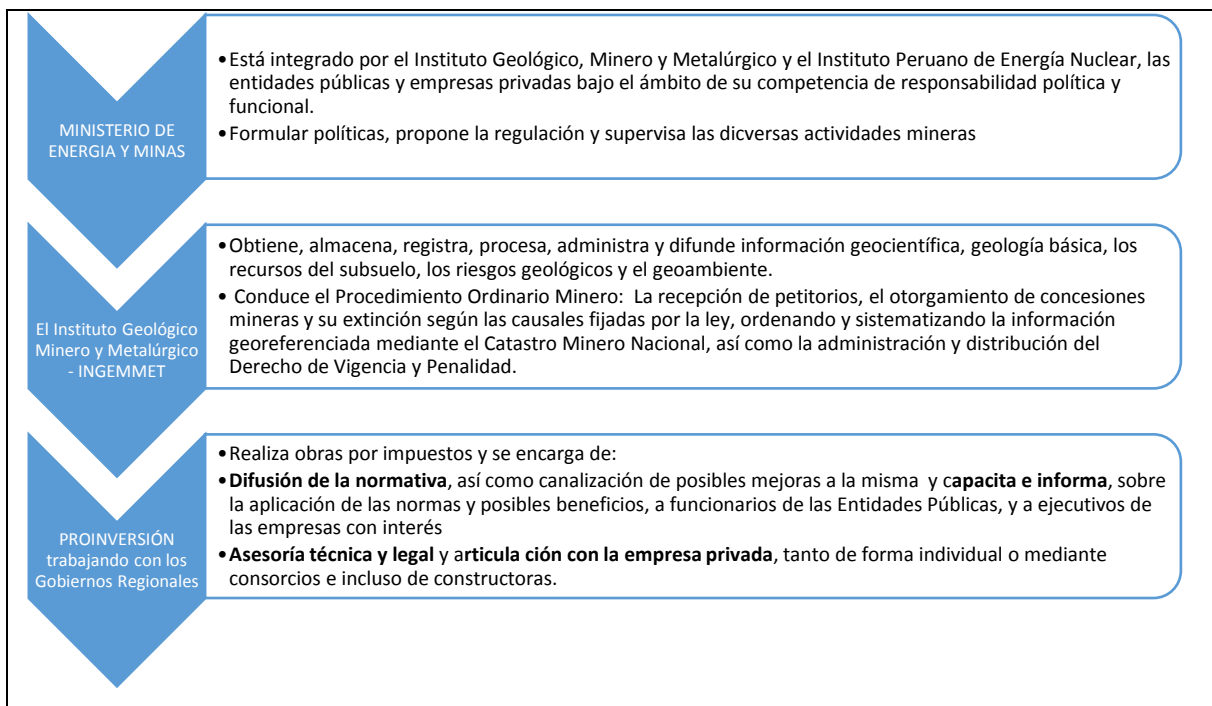 MINISTERIO DE
ENERGIA Y MINAS
•Está integrado por el Instituto Geológico, Minero y Metalúrgico y el Instituto Peruano de Energía Nuclear, las
entidades públicas y empresas privadas bajo el ámbito de su competencia de responsabilidad política y
funcional.
•Formular políticas, propone la regulación y supervisa las dicversas actividades mineras
El Instituto Geológico
Minero y Metalúrgico
- INGEMMET
•Obtiene, almacena, registra, procesa, administra y difunde información geocientífica, geología básica, los
recursos del subsuelo, los riesgos geológicos y el geoambiente.
• Conduce el Procedimiento Ordinario Minero: La recepción de petitorios, el otorgamiento de concesiones
mineras y su extinción según las causales fijadas por la ley, ordenando y sistematizando la información
georeferenciada mediante el Catastro Minero Nacional, así como la administración y distribución del
Derecho de Vigencia y Penalidad.
PROINVERSIÓN
trabajando con los
Gobiernos Regionales
•Realiza obras por impuestos y se encarga de:
•Difusión de la normativa, así como canalización de posibles mejoras a la misma y capacita e informa, sobre
la aplicación de las normas y posibles beneficios, a funcionarios de las Entidades Públicas, y a ejecutivos de
las empresas con interés
•Asesoría técnica y legal y articula ción con la empresa privada, tanto de forma individual o mediante
consorcios e incluso de constructoras.